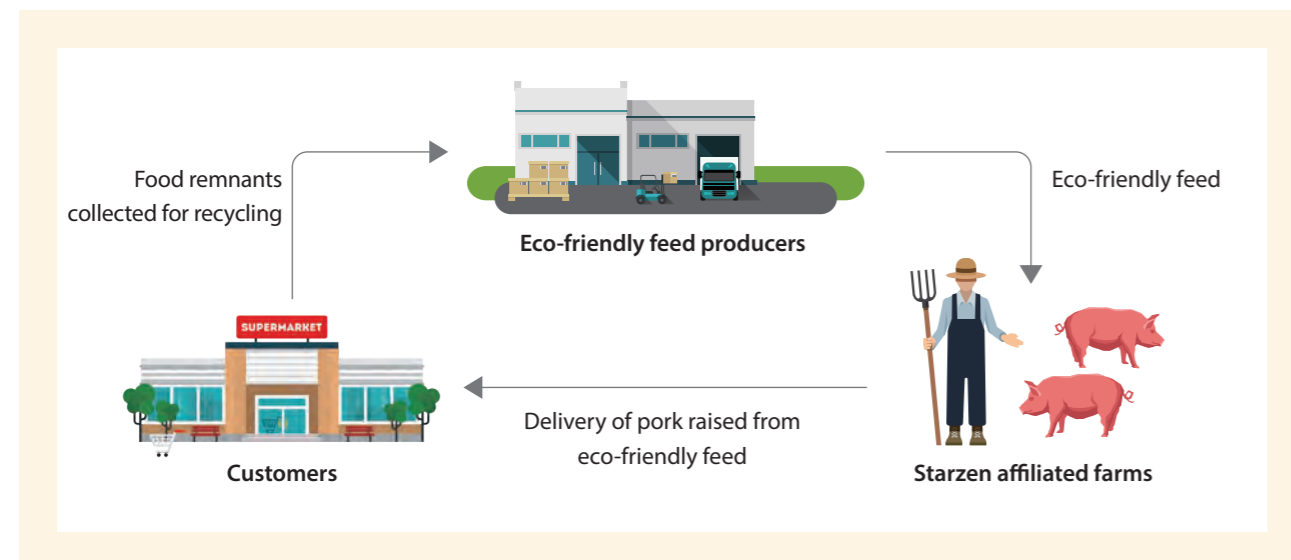 Food remnants
collected for recycling
Eco-friendly feed producers
Eco-friendly feed
SUPERMARKET
Customers
Delivery of pork raised from
eco-friendly feed
Starzen affiliated farms